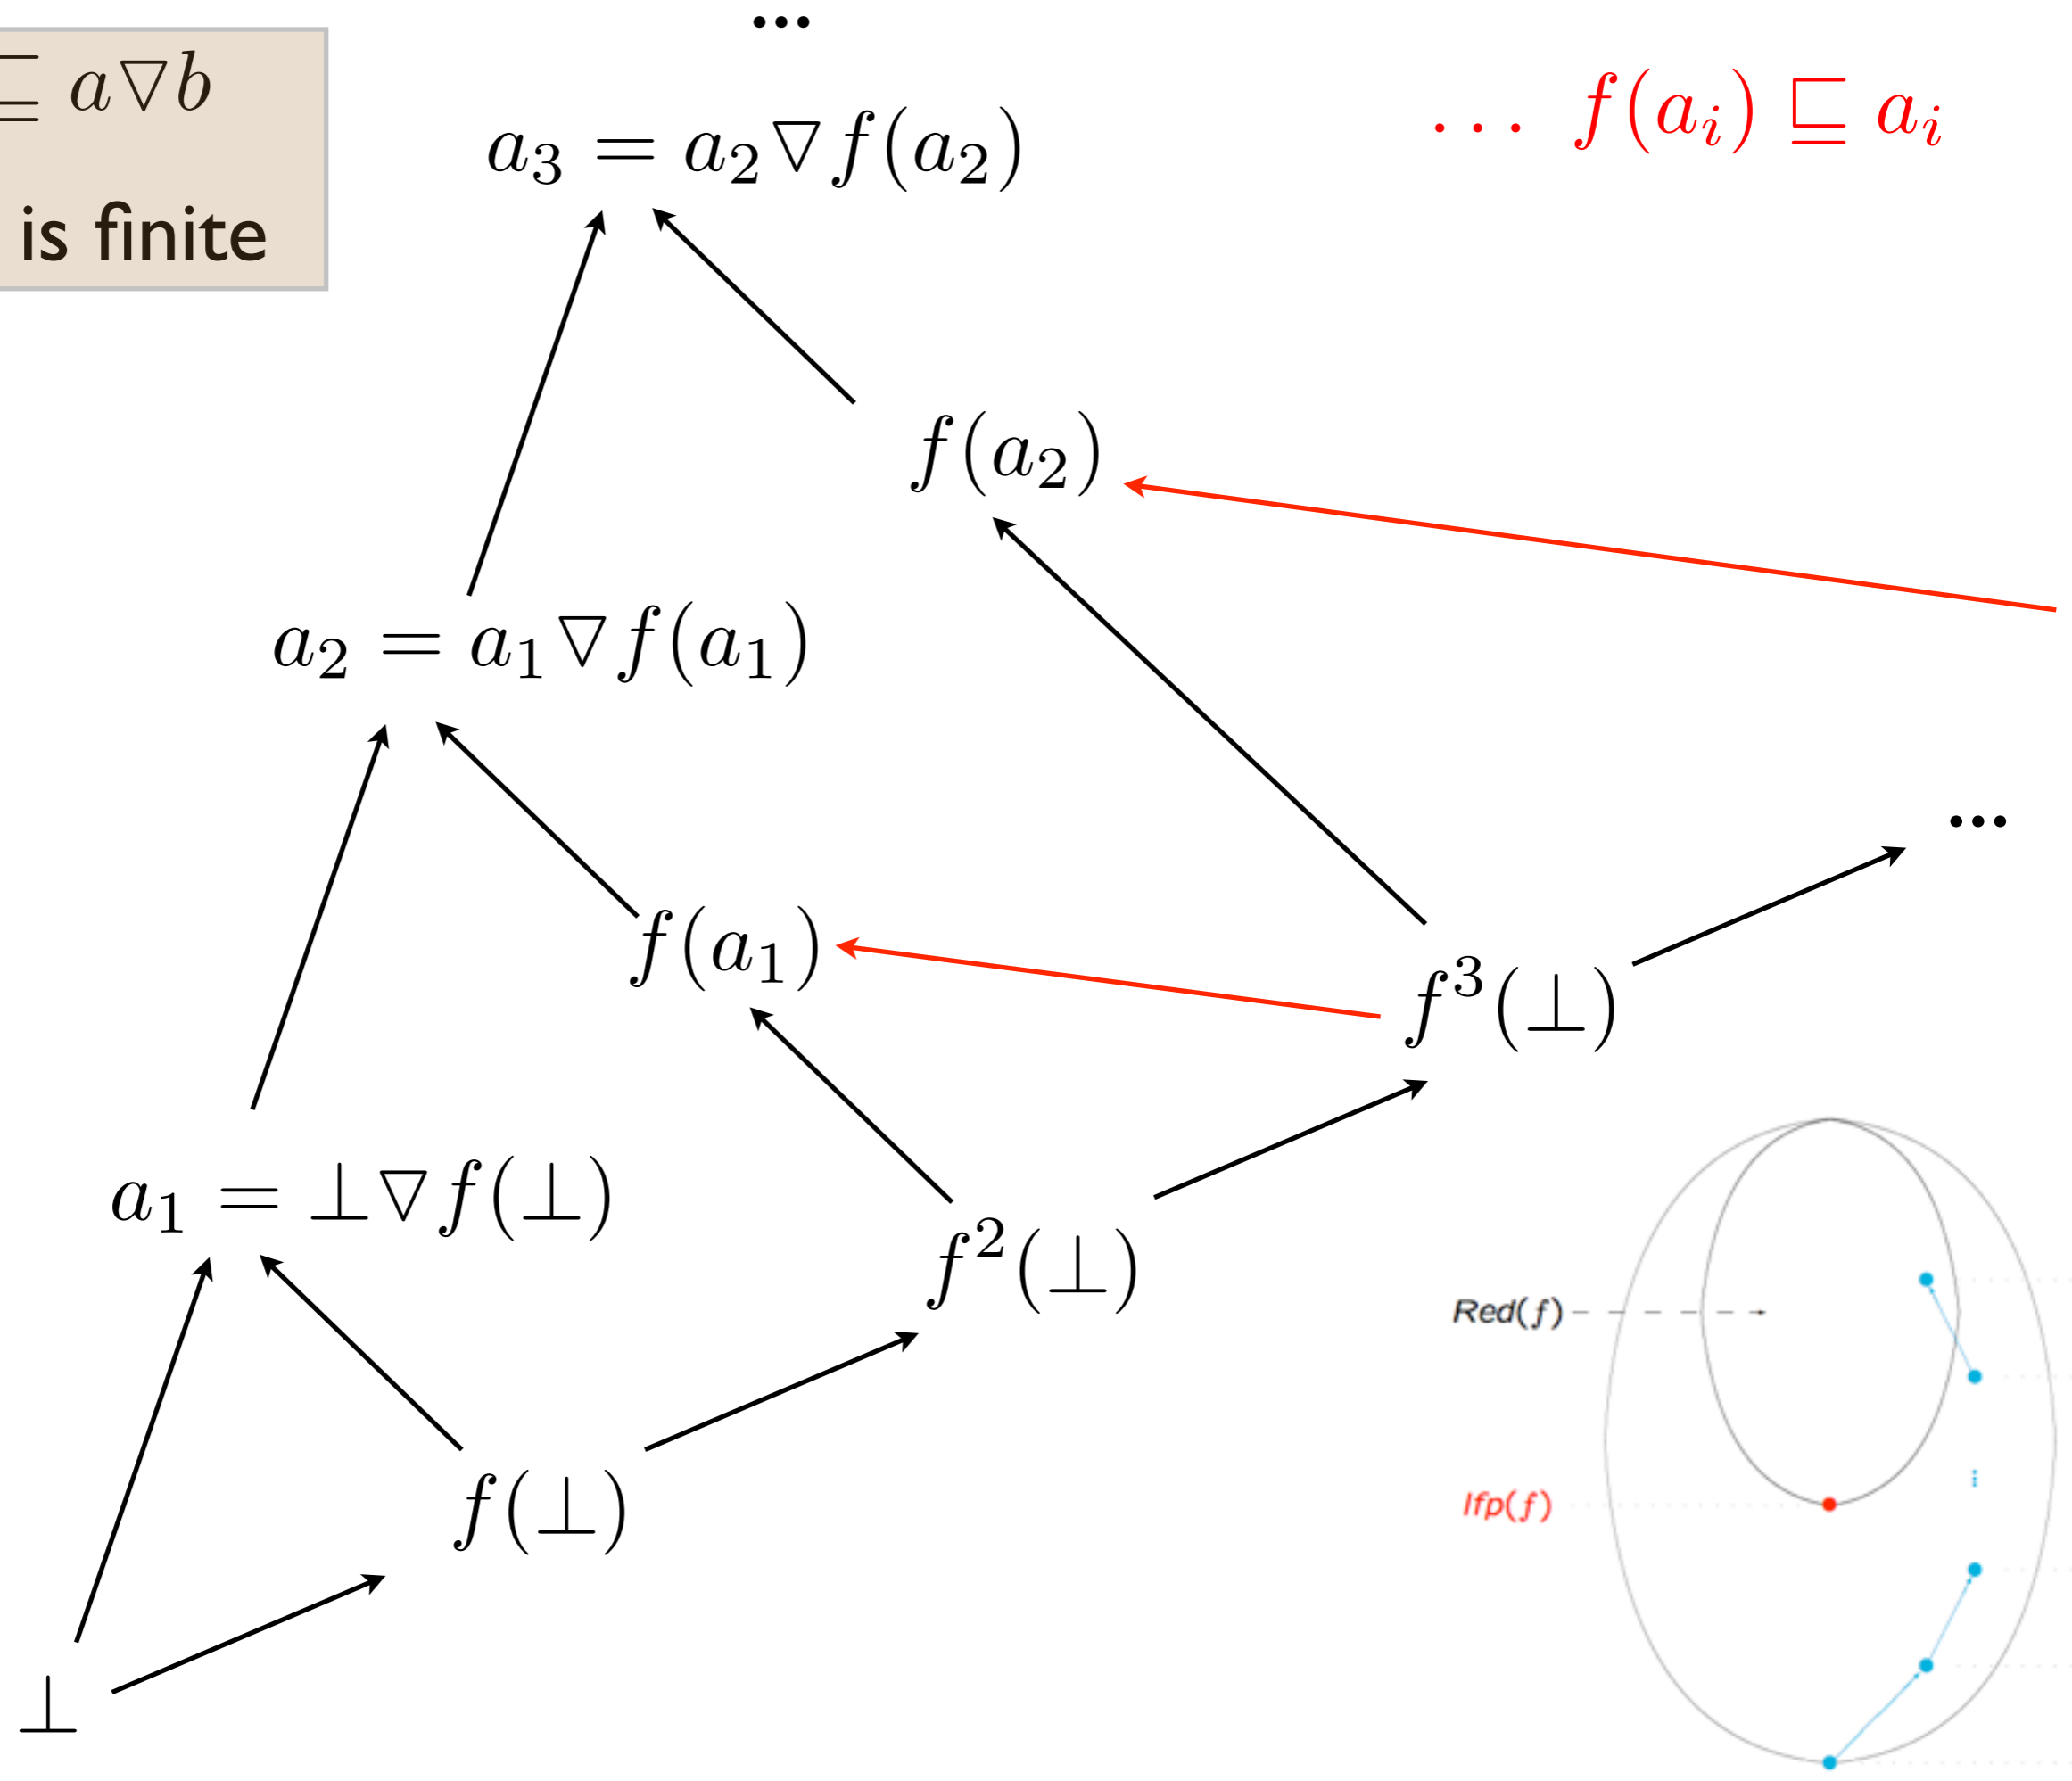 ...
⊑ a▽b
… f(aᵢ) ⊑ aᵢ
a₃ = a₂▽f(a₂)
is finite
f(a₂)
a₂ = a₁▽f(a₁)
...
f(a₁)
f³(⊥)
a₁ = ⊥▽f(⊥)
f²(⊥)
Red(f)
f(⊥)
lfp(f)
⊥